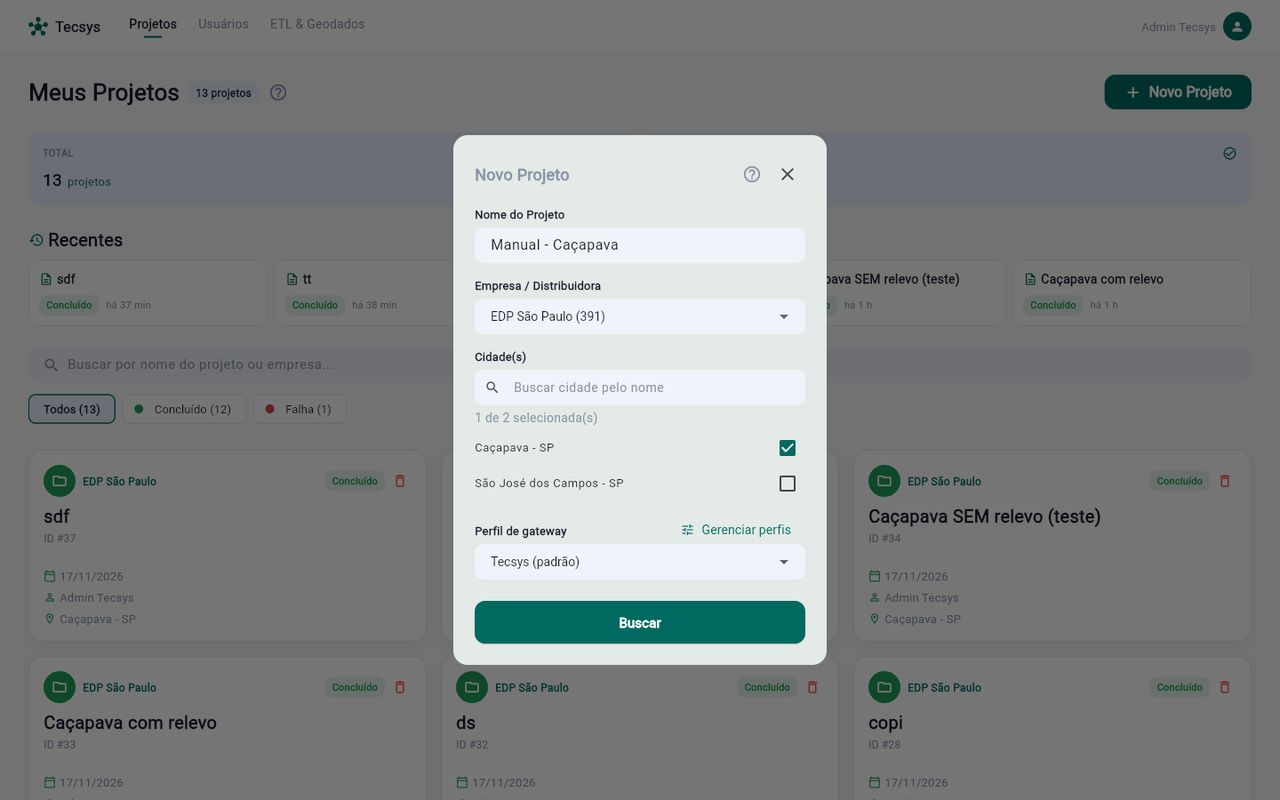 Tecsys
Projetos
Usuários
ETL & Geodados
Admin Tecsys
Meus Projetos
13 projetos
Novo Projeto
TOTAL
13 projetos
Recentes
sdf
Concluído há 37 min
tt
Concluído há 38 min
SEM relevo (teste)
há 1 h
Caçapava com relevo
Concluído há 1 h
Buscar por nome do projeto ou empresa...
Todos (13)
Concluído (12)
Falha (1)
Novo Projeto
Nome do Projeto
Manual - Caçapava
Empresa / Distribuidora
EDP São Paulo (391)
Cidade(s)
Buscar cidade pelo nome
1 de 2 selecionada(s)
Caçapava - SP
São José dos Campos - SP
Perfil de gateway
Gerenciar perfis
Tecsys (padrão)
Buscar
EDP São Paulo
Concluído
sdf
ID #37
17/11/2026
Admin Tecsys
Caçapava - SP
EDP São Paulo
Concluído
Caçapava SEM relevo (teste)
ID #34
17/11/2026
Admin Tecsys
Caçapava - SP
EDP São Paulo
Concluído
Caçapava com relevo
ID #33
17/11/2026
EDP São Paulo
Concluído
ds
ID #32
17/11/2026
EDP São Paulo
Concluído
copi
ID #28
17/11/2026